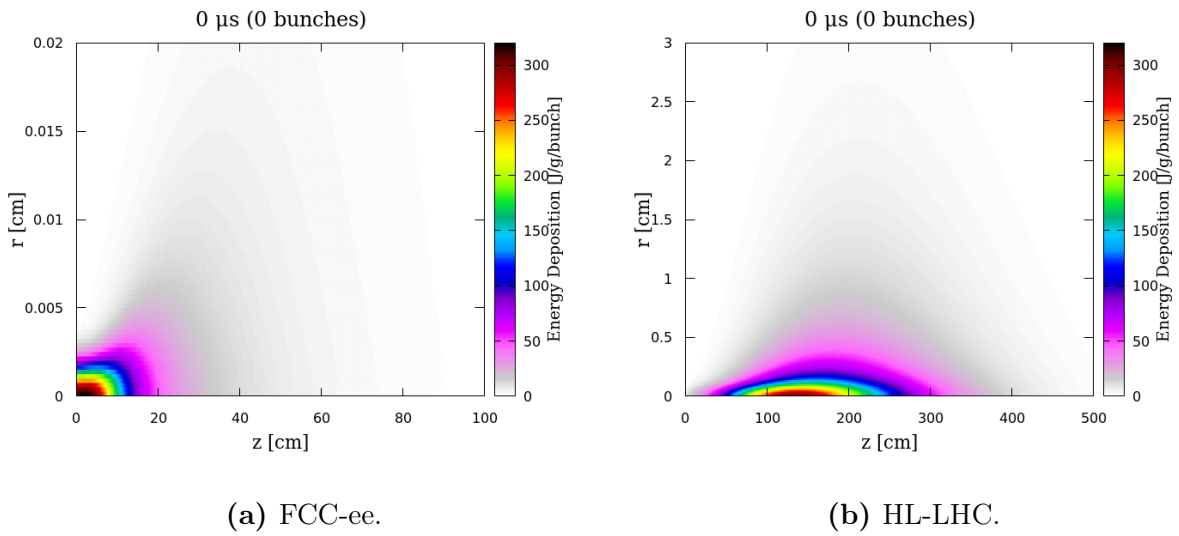 0 μs (0 bunches)
0.02
0.015
0.01
0.005
0
r [cm]
0 20 40 60 80 100
z [cm]
300
250
200
150
100
50
0
Energy Deposition [J/g/bunch]
(a) FCC-ee.
0 μs (0 bunches)
3
2.5
2
1.5
1
0.5
0
r [cm]
0 100 200 300 400 500
z [cm]
300
250
200
150
100
50
0
Energy Deposition [J/g/bunch]
(b) HL-LHC.